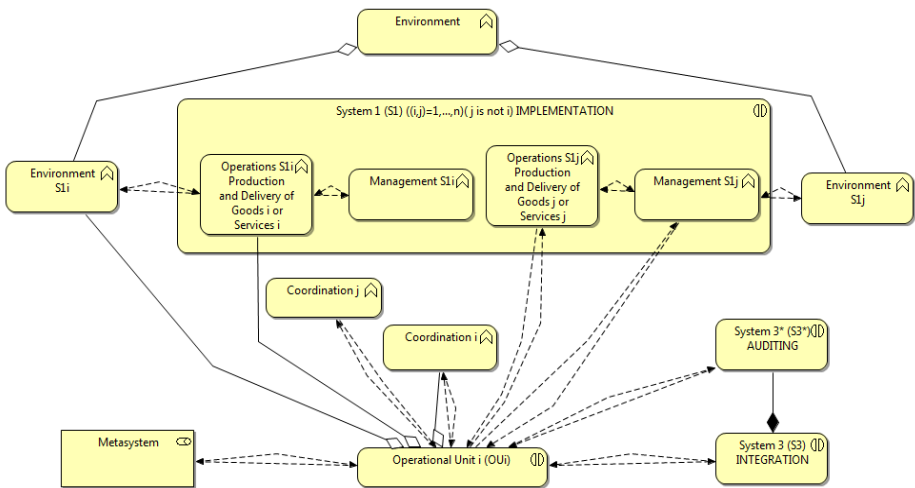 Environment
System 1 (S1) ((i,j)=1,...,n)( j is not i) IMPLEMENTATION
Environment
S1i
Operations S1i
Production
and Delivery of
Goods i or
Services i
Management S1i
Operations S1j
Production
and Delivery of
Goods j or
Services j
Management S1j
Environment
S1j
Coordination j
Coordination i
System 3* (S3*)
AUDITING
Metasystem
Operational Unit i (OUi)
System 3 (S3)
INTEGRATION